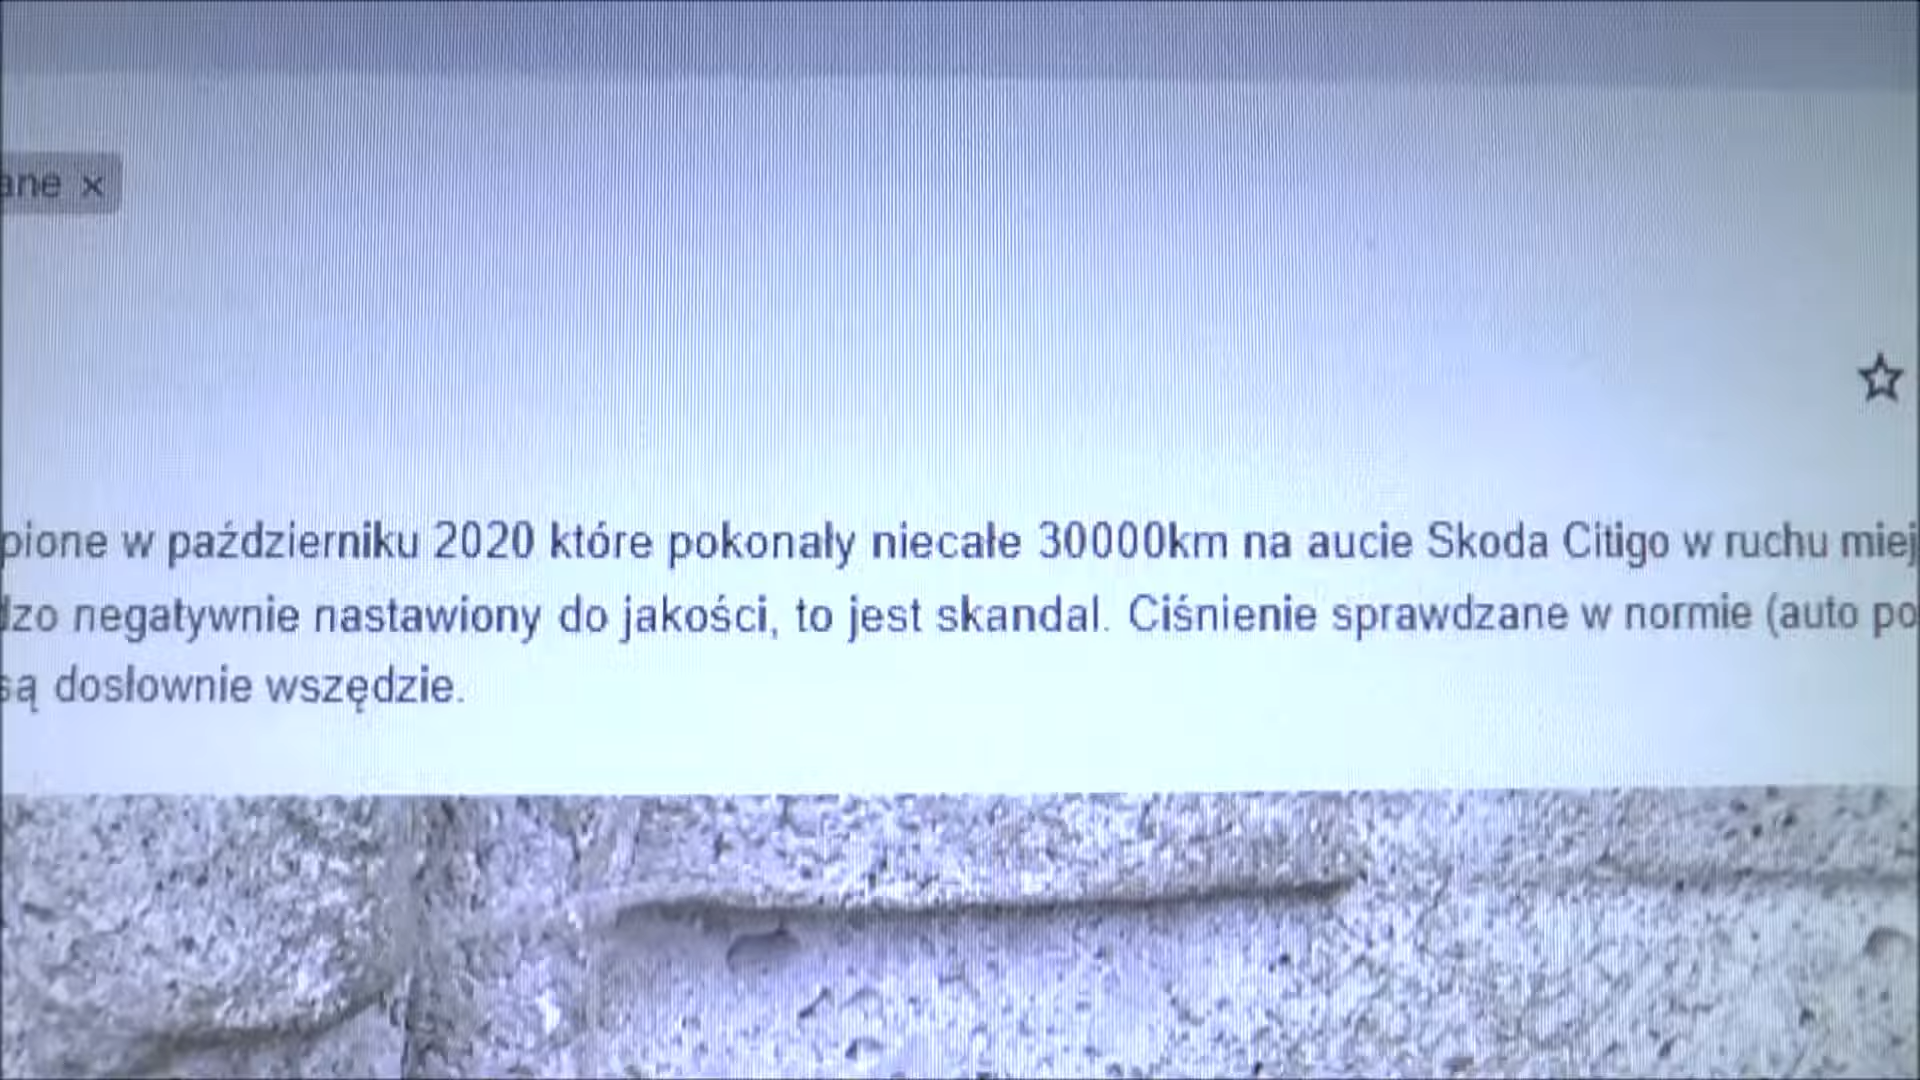 ane ×
pione w październiku 2020 które pokonały niecałe 30000km na aucie Skoda Citigo w ruchu miej
dzo negatywnie nastawiony do jakości, to jest skandal. Ciśnienie sprawdzane w normie (auto po
są dosłownie wszędzie.